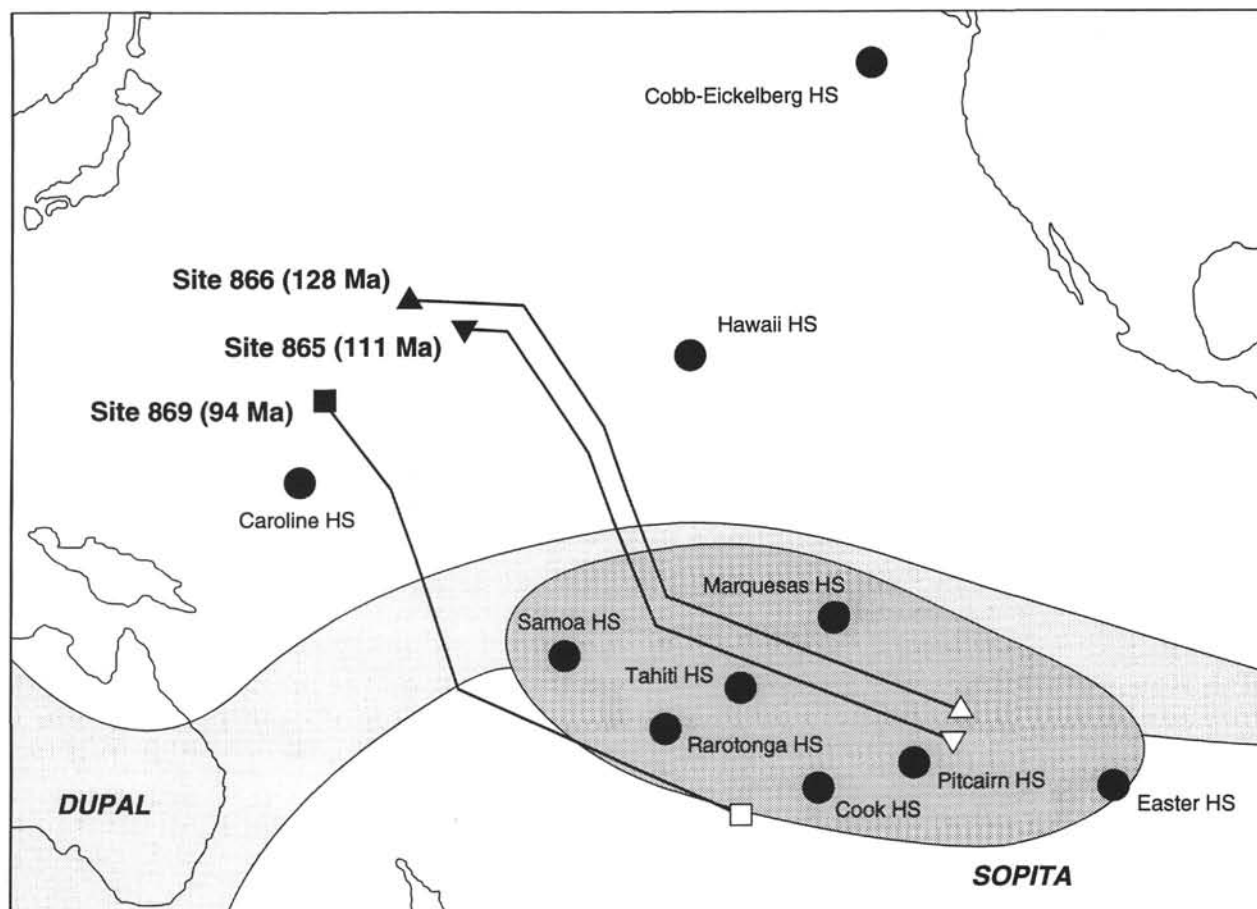 Cobb-Eickelberg HS
Site 866 (128 Ma)
Hawaii HS
Site 865 (111 Ma)
Site 869 (94 Ma)
Caroline HS
Marquesas HS
Samoa HS
Tahiti HS
Rarotonga HS
Pitcairn HS
DUPAL
Cook HS
Easter HS
SOPITA